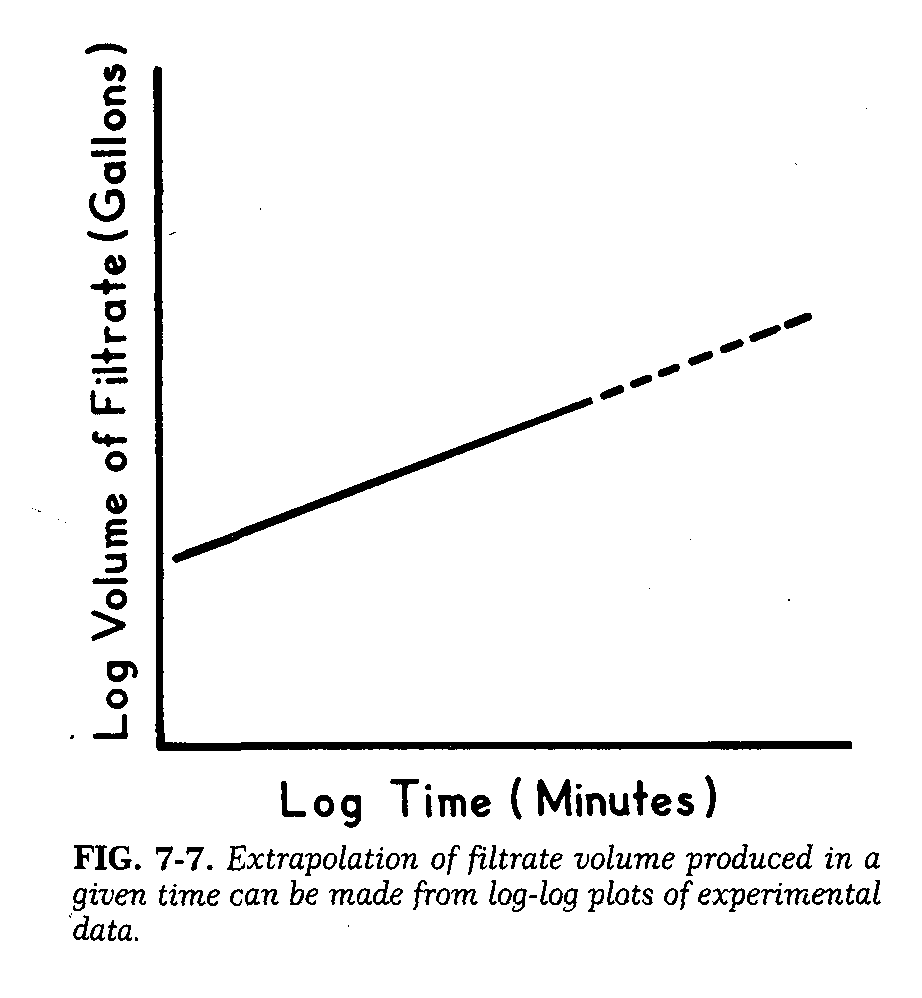 Log Volume of Filtrate (Gallons)
Log Time (Minutes)
FIG. 7-7. Extrapolation of filtrate volume produced in a
given time can be made from log-log plots of experimental
data.